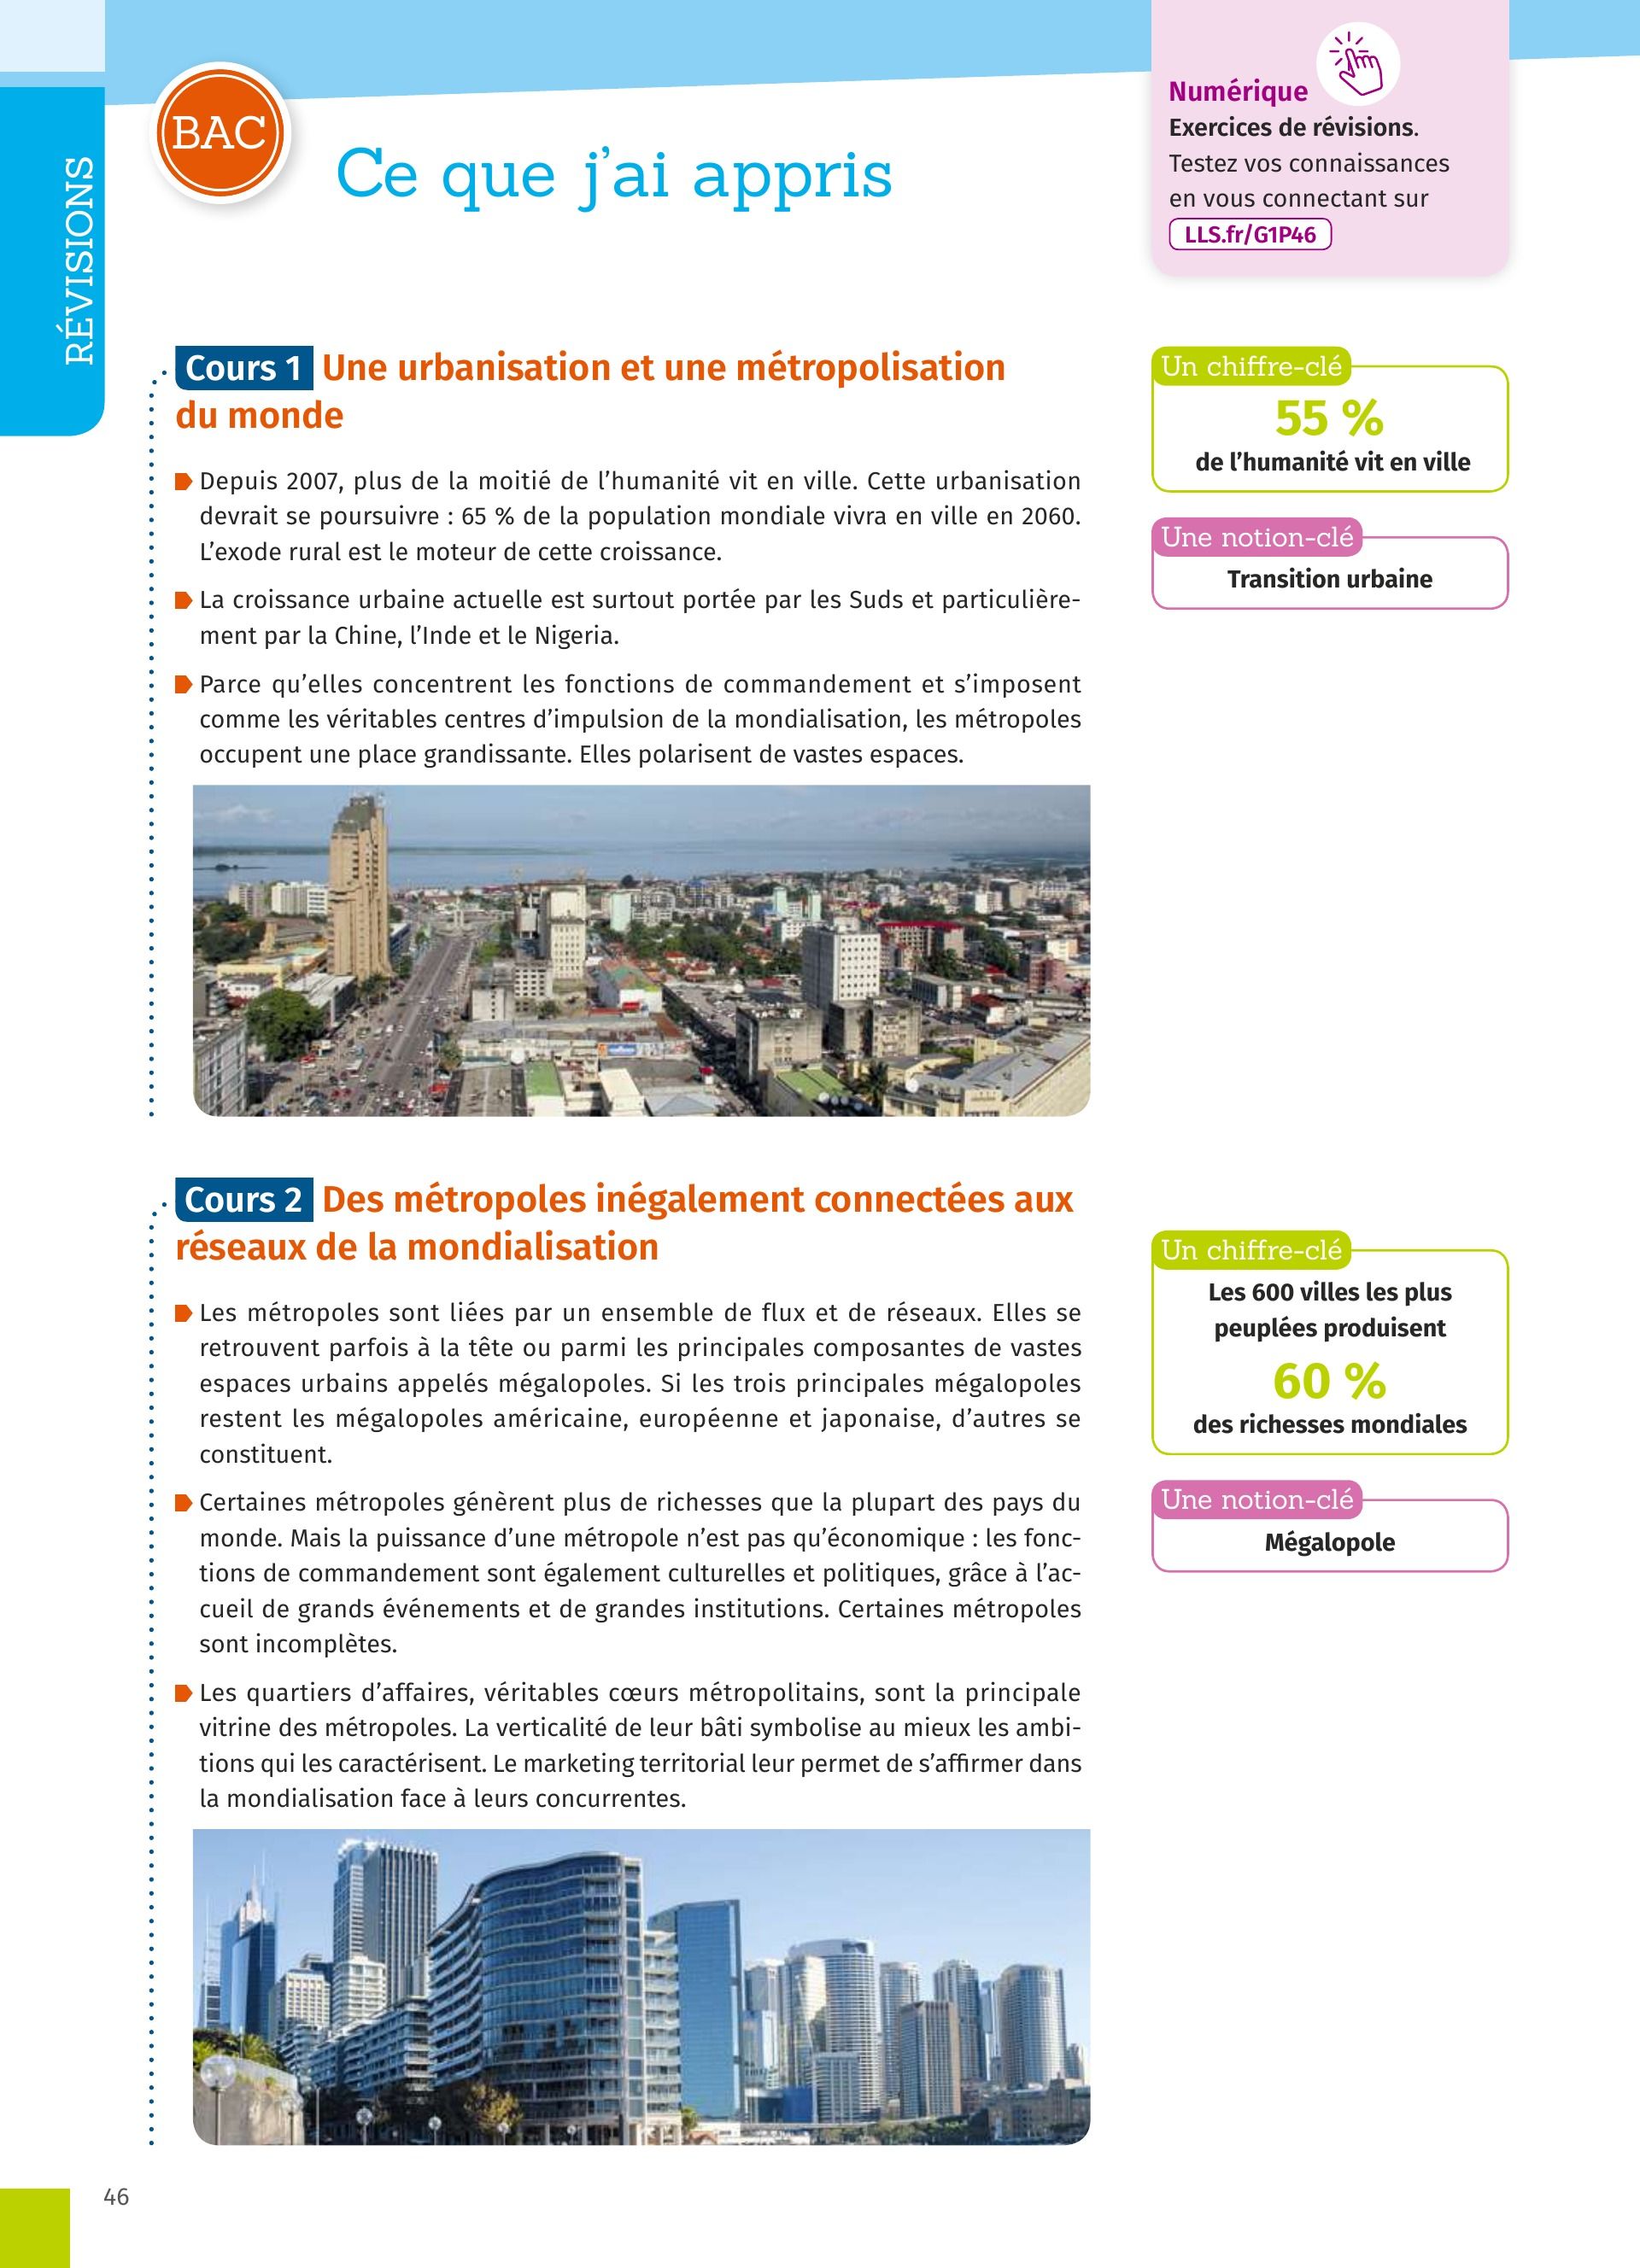 RÉVISIONS
BAC
Ce que j'ai appris
Numérique
Exercices de révisions.
Testez vos connaissances
en vous connectant sur
LLS.fr/G1P46
Cours 1 Une urbanisation et une métropolisation
du monde
Depuis 2007, plus de la moitié de l'humanité vit en ville. Cette urbanisation
devrait se poursuivre : 65 % de la population mondiale vivra en ville en 2060.
L'exode rural est le moteur de cette croissance.
La croissance urbaine actuelle est surtout portée par les Suds et particulière-
ment par la Chine, l'Inde et le Nigeria.
Parce qu'elles concentrent les fonctions de commandement et s'imposent
comme les véritables centres d'impulsion de la mondialisation, les métropoles
occupent une place grandissante. Elles polarisent de vastes espaces.
Un chiffre-clé
55 %
de l'humanité vit en ville
Une notion-clé
Transition urbaine
Cours 2 Des métropoles inégalement connectées aux
réseaux de la mondialisation
Les métropoles sont liées par un ensemble de flux et de réseaux. Elles se
retrouvent parfois à la tête ou parmi les principales composantes de vastes
espaces urbains appelés mégalopoles. Si les trois principales mégalopoles
restent les mégalopoles américaine, européenne et japonaise, d'autres se
constituent.
Certaines métropoles génèrent plus de richesses que la plupart des pays du
monde. Mais la puissance d'une métropole n'est pas qu'économique : les fonc-
tions de commandement sont également culturelles et politiques, grâce à l'ac-
cueil de grands événements et de grandes institutions. Certaines métropoles
sont incomplètes.
Les quartiers d'affaires, véritables cœurs métropolitains, sont la principale
vitrine des métropoles. La verticalité de leur bâti symbolise au mieux les ambi-
tions qui les caractérisent. Le marketing territorial leur permet de s'affirmer dans
la mondialisation face à leurs concurrentes.
Un chiffre-clé
Les 600 villes les plus
peuplées produisent
60 %
des richesses mondiales
Une notion-clé
Mégalopole
46